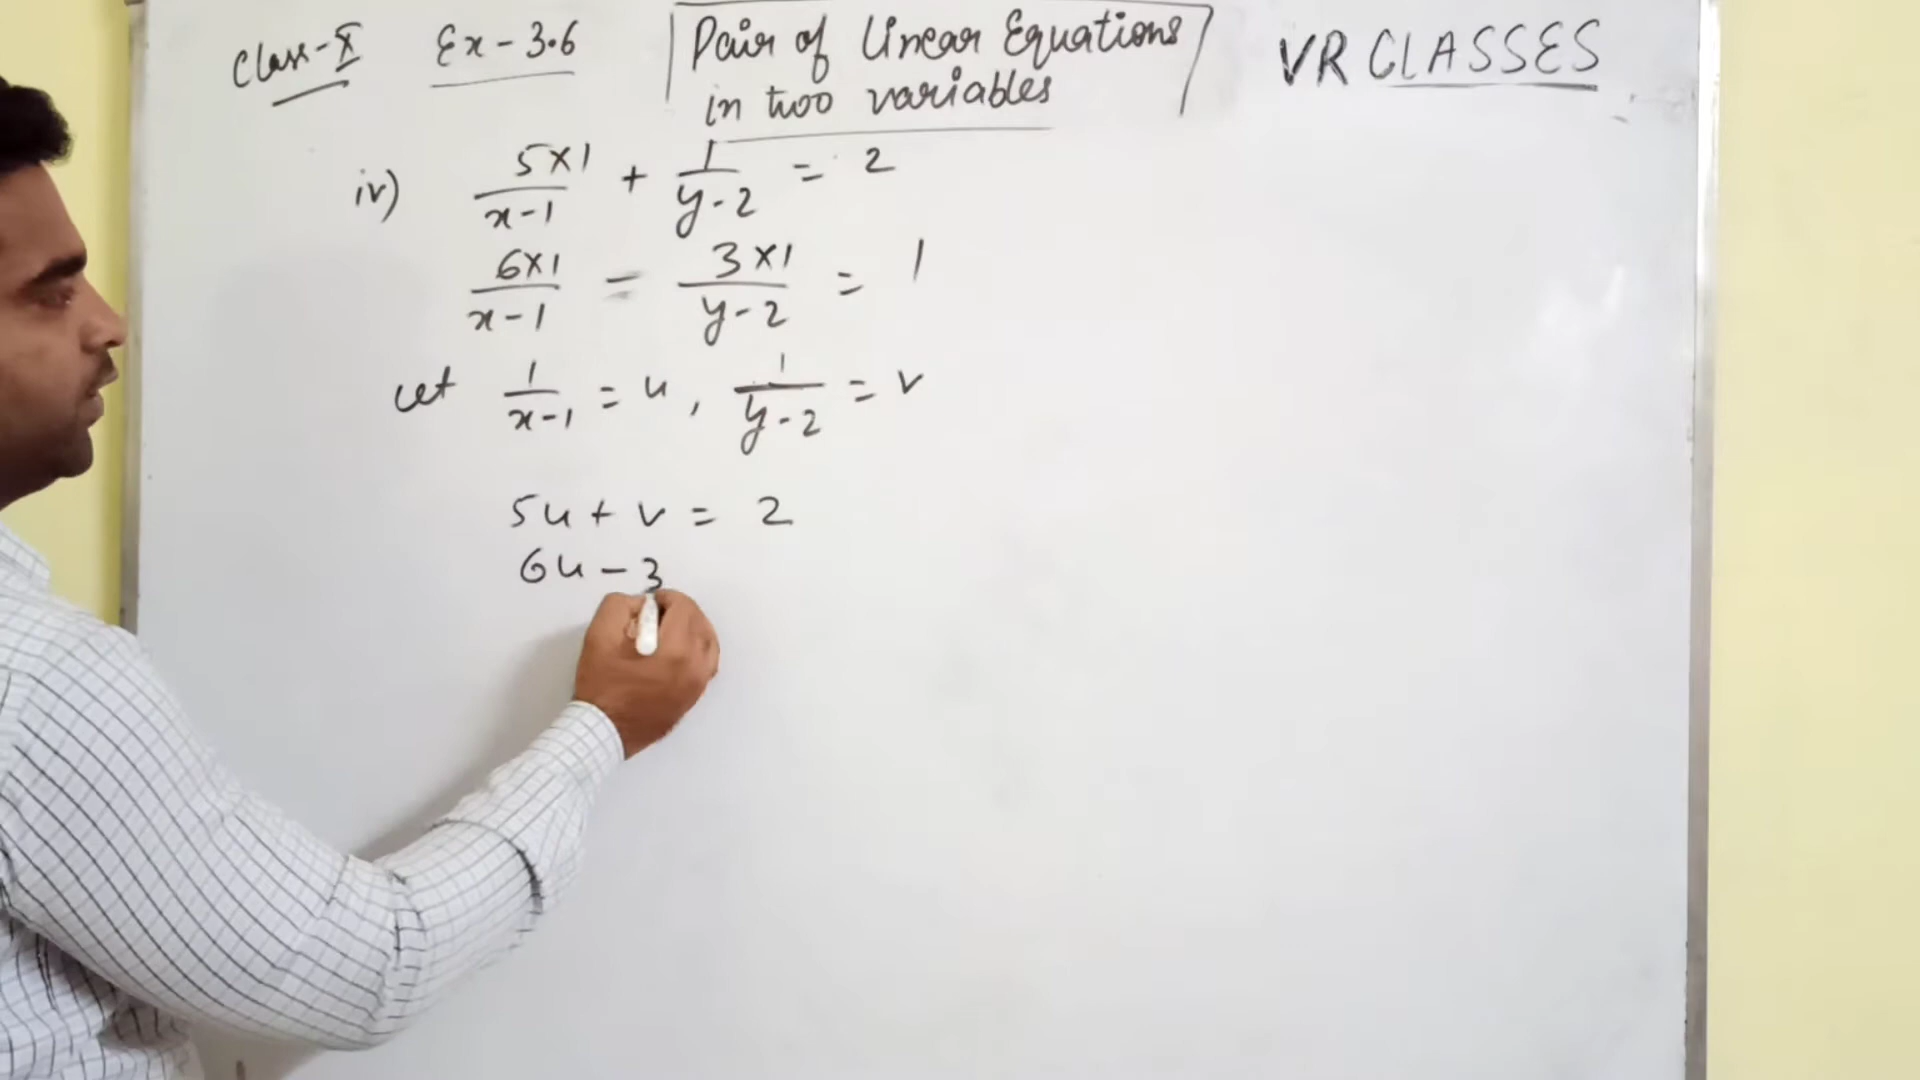 Class-X Ex-3.6 Pair of Linear Equations in two variables VR CLASSES
iv) 5×1/x-1 + 1/y-2 = 2
6×1/x-1 - 3×1/y-2 = 1
Let 1/x-1 = u, 1/y-2 = v
5u + v = 2
6u - 3